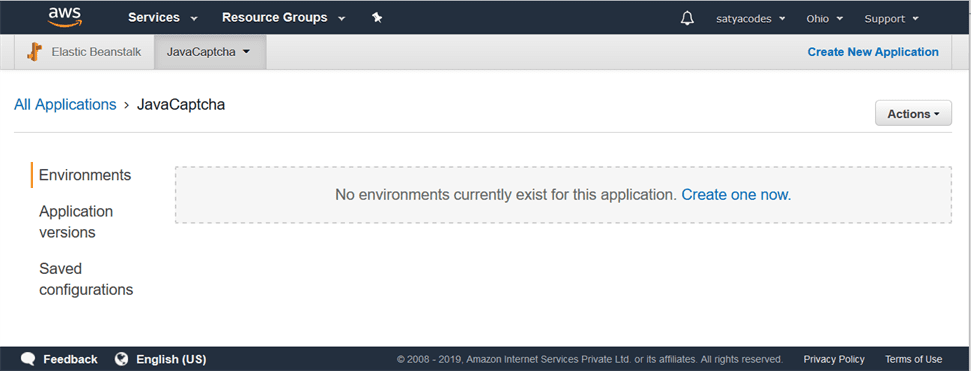 aws Services Resource Groups satyacodes Ohio Support
Elastic Beanstalk JavaCaptcha Create New Application
All Applications > JavaCaptcha
Actions
Environments
No environments currently exist for this application. Create one now.
Application
versions
Saved
configurations
Feedback English (US) © 2008 - 2019, Amazon Internet Services Private Ltd. or its affiliates. All rights reserved. Privacy Policy Terms of Use